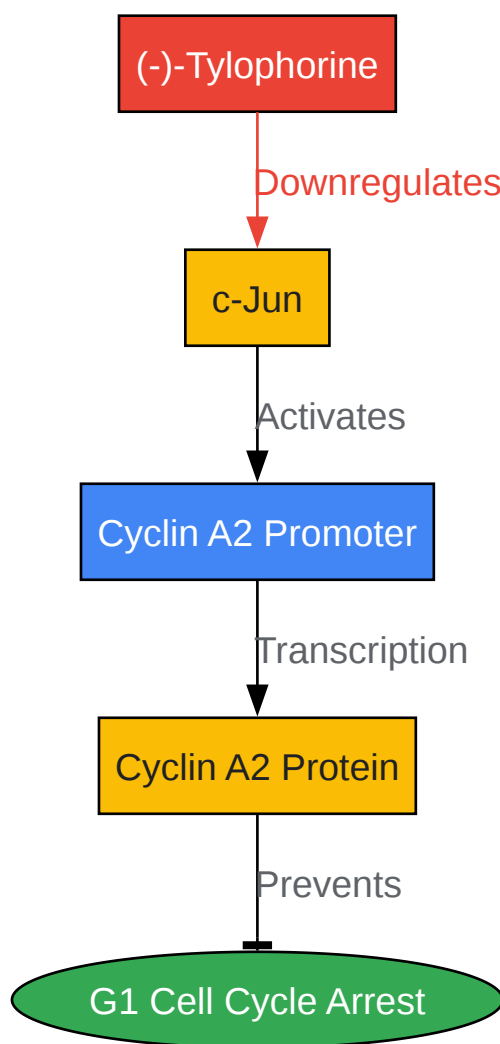 (-)-Tylophorine
Downregulates
c-Jun
Activates
Cyclin A2 Promoter
Transcription
Cyclin A2 Protein
Prevents
G1 Cell Cycle Arrest